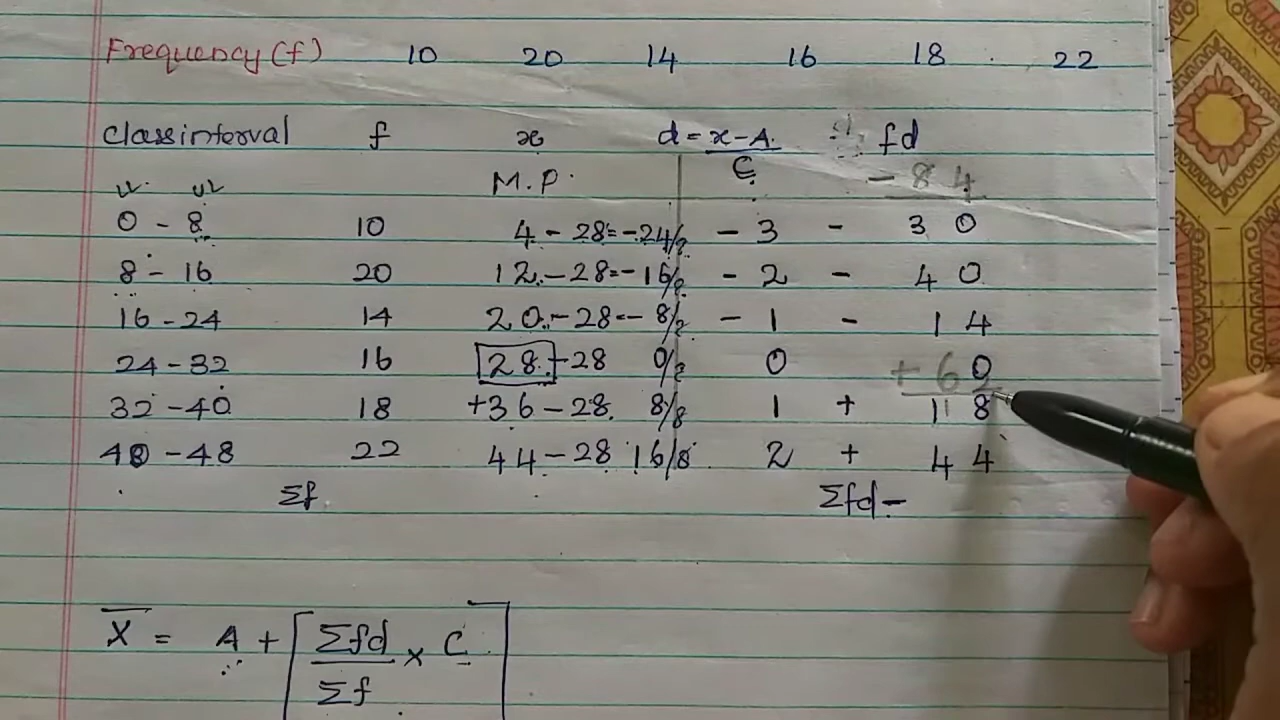 Frequency (f) 10 20 14 16 18 22
Class interval f x d = x - A / C fd
M.P. - 84
0 - 8 10 4 - 28 = -24/8 - 3 - 30
8 - 16 20 12 - 28 = -16/8 - 2 - 40
16 - 24 14 20 - 28 = - 8/8 - 1 - 14
24 - 32 16 28 - 28 0/8 0 0
+ 62
32 - 40 18 +36 - 28 8/8 1 + 18
40 - 48 22 44 - 28 16/8 2 + 44
Σf Σfd -
X̄ = A + [ Σfd / Σf × C ]